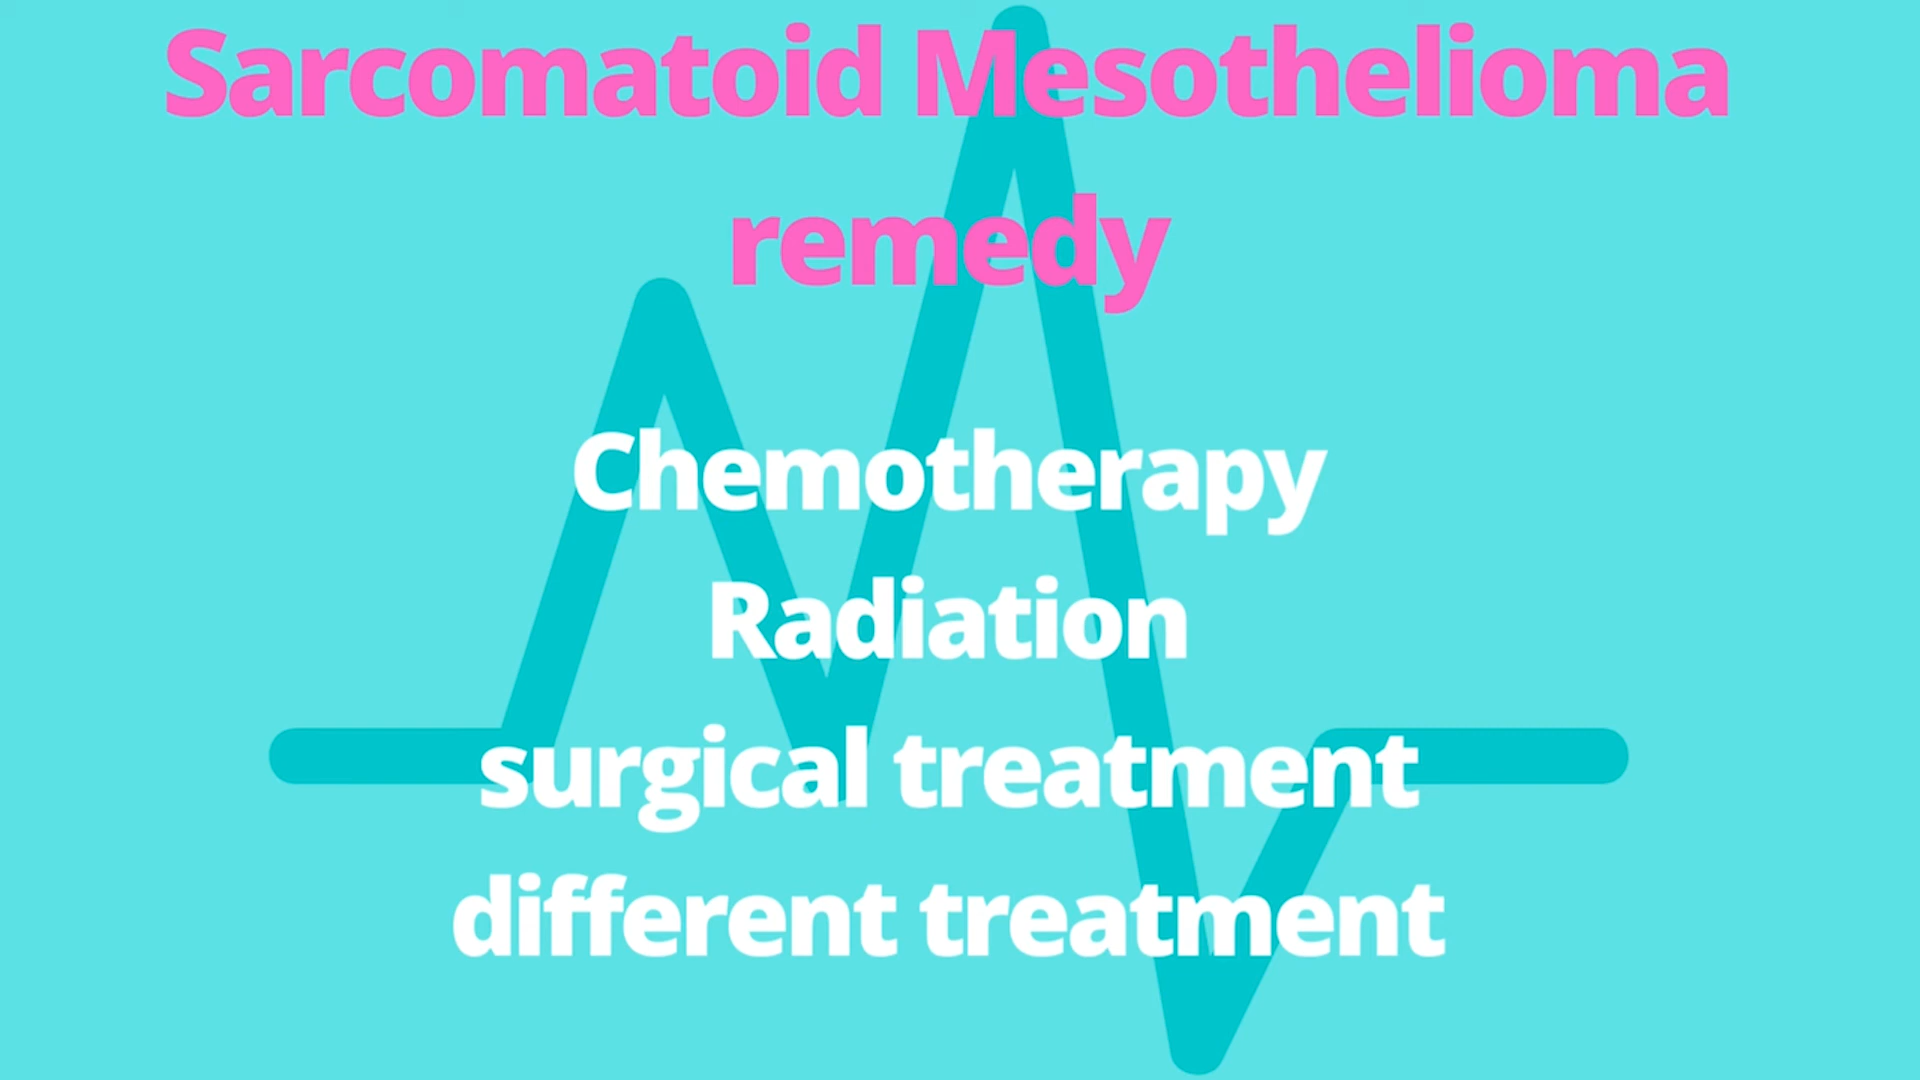 Sarcomatoid Mesothelioma
remedy
Chemotherapy
Radiation
surgical treatment
different treatment